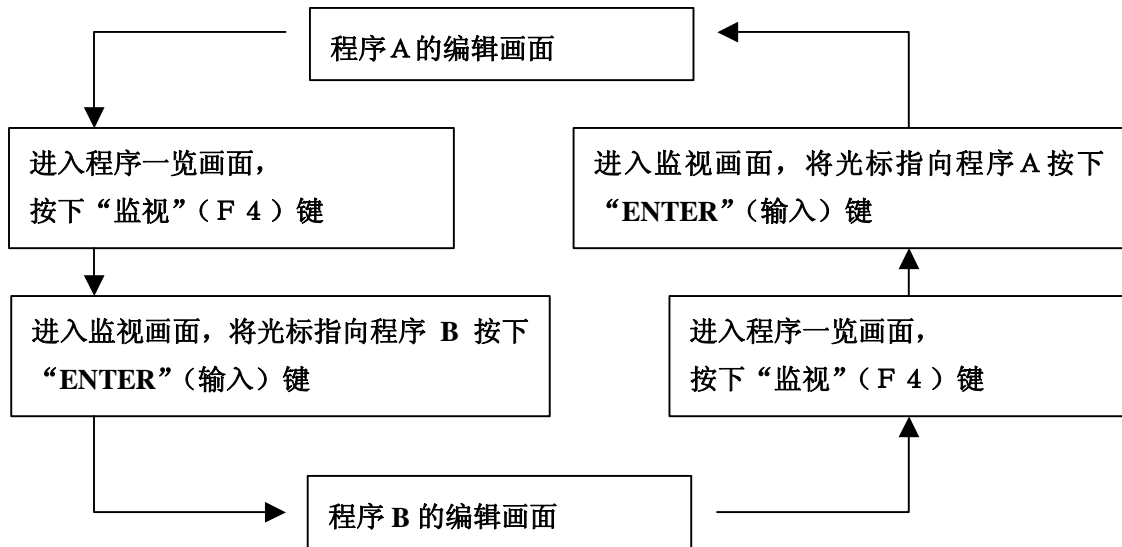 程序Ａ的编辑画面
进入程序一览画面，
按下“监视”（Ｆ４）键
进入监视画面，将光标指向程序 B 按下
“ENTER”（输入）键
程序 B 的编辑画面
进入程序一览画面，
按下“监视”（Ｆ４）键
进入监视画面，将光标指向程序Ａ按下
“ENTER”（输入）键